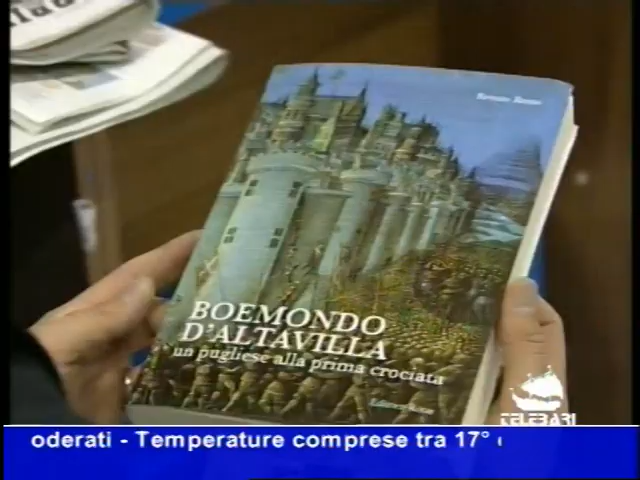 BOEMONDO
D'ALTAVILLA
un pugliese alla prima crociata
TELEBARI
oderati - Temperature comprese tra 17°